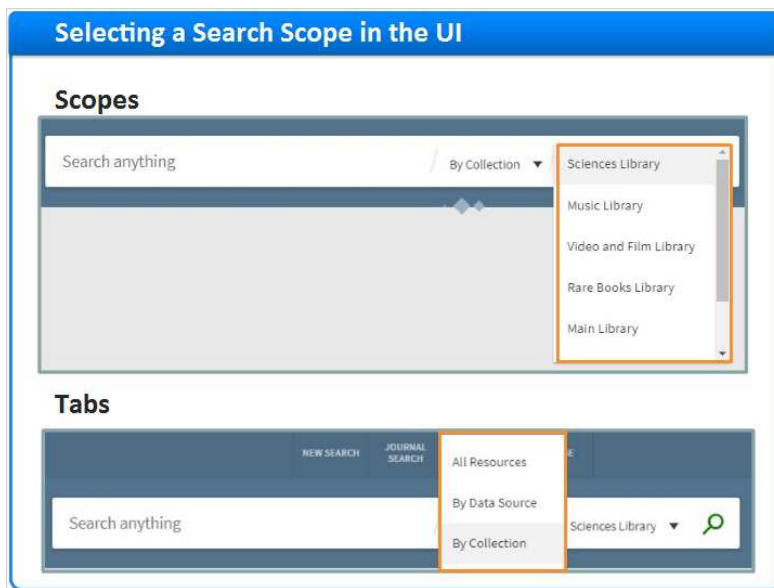 Selecting a Search Scope in the UI
Scopes
Search anything
By Collection
Sciences Library
Music Library
Video and Film Library
Rare Books Library
Main Library
Tabs
NEW SEARCH
JOURNAL
SEARCH
All Resources
By Data Source
By Collection
Search anything
Sciences Library